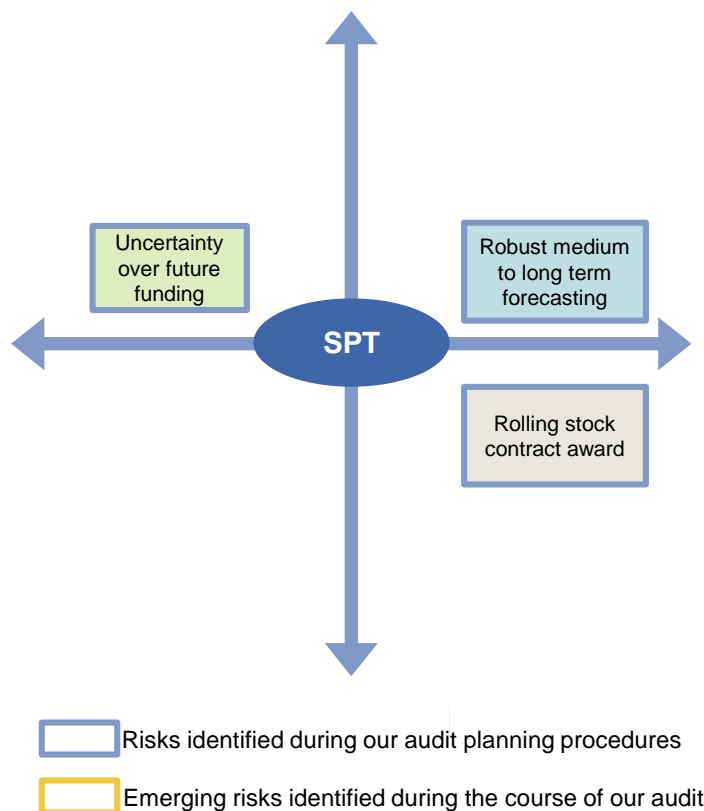 Uncertainty
over future
funding
Robust medium
to long term
forecasting
SPT
Rolling stock
contract award
Risks identified during our audit planning procedures
Emerging risks identified during the course of our audit